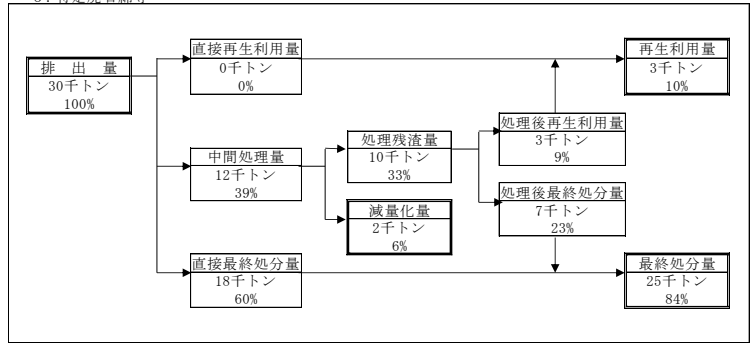 直接再生利用量
0千トン
0%
再生利用量
3千トン
10%
排 出 量
30千トン
100%
処理後再生利用量
3千トン
9%
処理残渣量
10千トン
33%
中間処理量
12千トン
39%
処理後最終処分量
7千トン
23%
減量化量
2千トン
6%
直接最終処分量
18千トン
60%
最終処分量
25千トン
84%